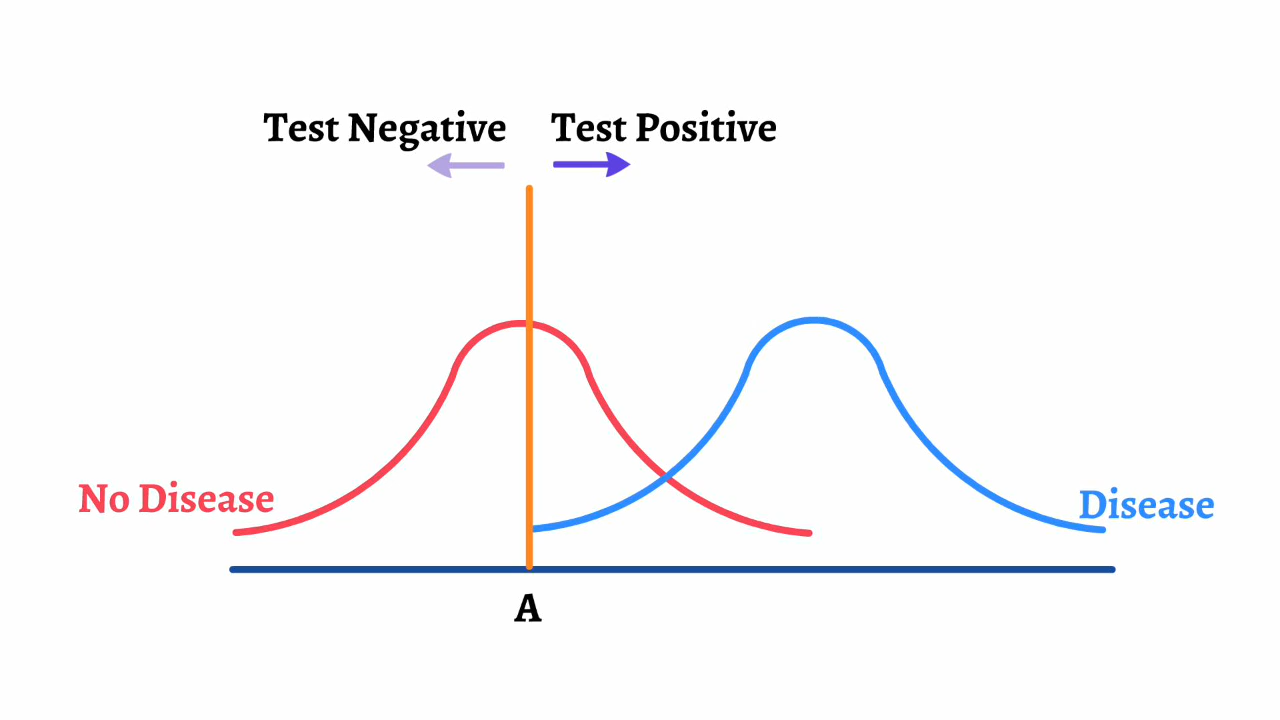 Test Negative
Test Positive
No Disease
Disease
A